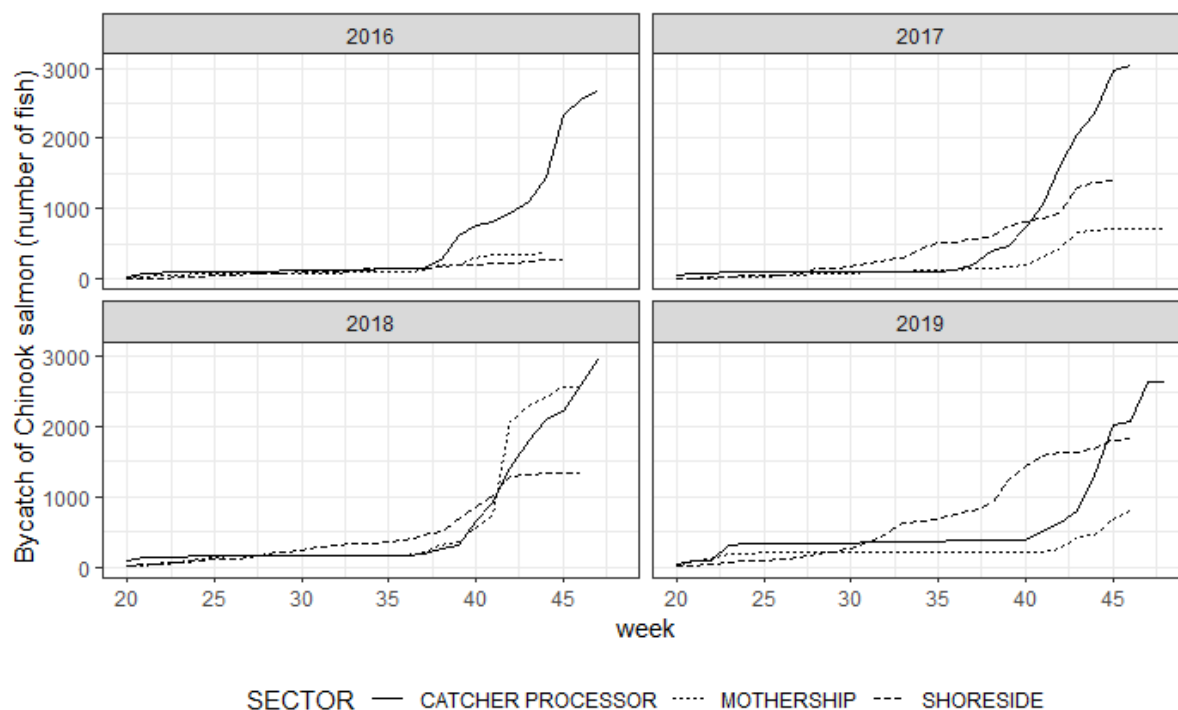 2016
2017
3000
2000
1000
0
2018
2019
3000
2000
1000
0
20 25 30 35 40 45
20 25 30 35 40 45
week
Bycatch of Chinook salmon (number of fish)
SECTOR CATCHER PROCESSOR MOTHERSHIP SHORESIDE